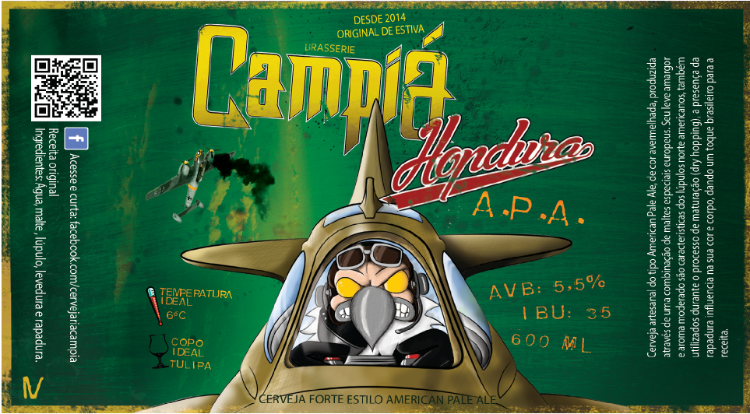 DESDE 2014
ORIGINAL DE ESTIVA
BRASSERIE
Campiá
Hondura
A.P.A.
AVB: 5,5%
IBU: 35
600 ML
TEMPERATURA
IDEAL
6ºC
COPO
IDEAL
TULIPA
CERVEJA FORTE ESTILO AMERICAN PALE ALE
f
Acesse e curta: facebook.com/cervejariacampia
Receita original
Ingredientes: Agua, malte , lúpulo, levedura e rapadura.
Cerveja artesanal do tipo American Pale Ale, de cor avermelhada, produzida
através de uma combinação de maltes especiais europeus. Seu leve amargor
e aroma moderado são características dos lúpulos norte americanos, também
utilizados durante o processo de maturação (dry hopping), a presença da
rapadura influencia na sua cor e corpo, dando um toque brasileiro para a
receita.
IV